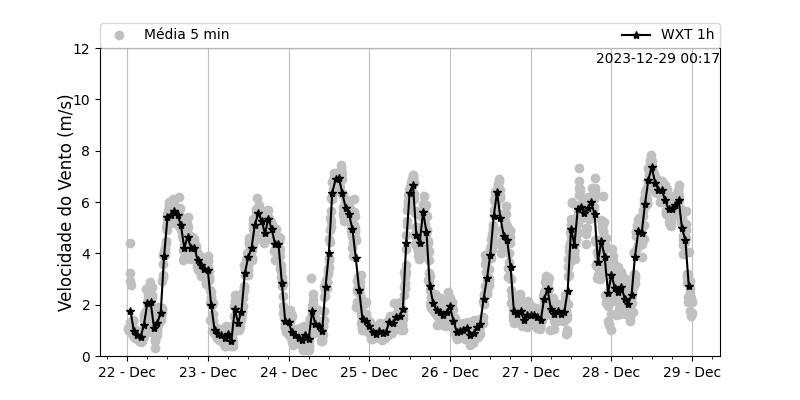 Média 5 min
WXT 1h
2023-12-29 00:17
Velocidade do Vento (m/s)
12
10
8
6
4
2
0
22 - Dec 23 - Dec 24 - Dec 25 - Dec 26 - Dec 27 - Dec 28 - Dec 29 - Dec